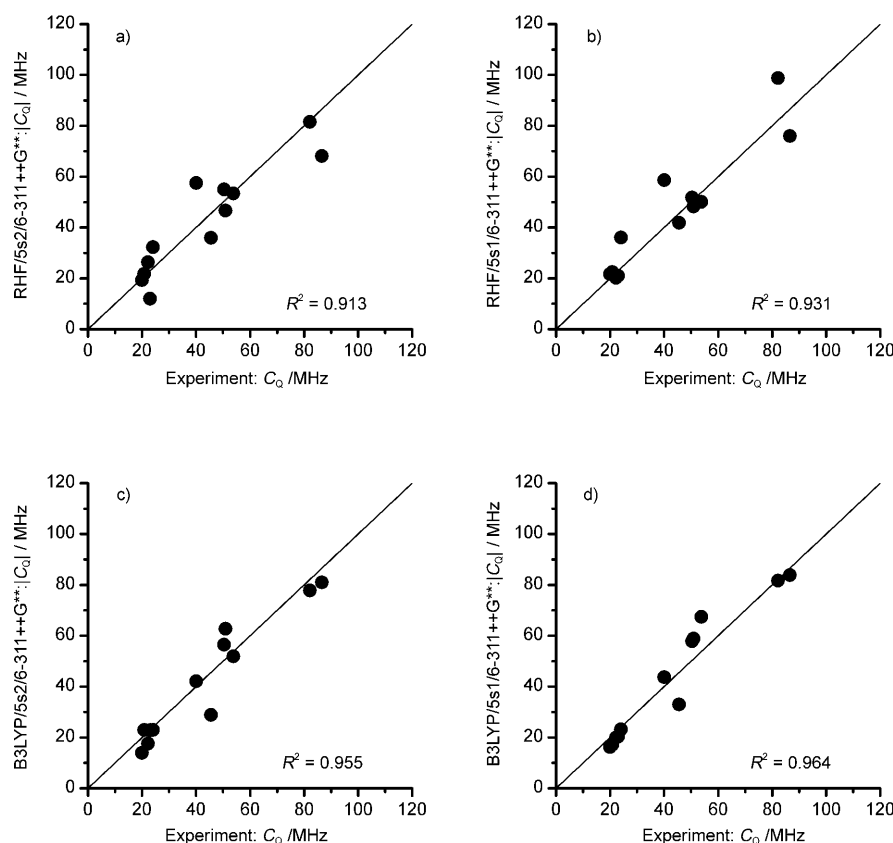 a)
RHF/5s2/6-311++G**:|CQ| / MHz
120
100
80
60
40
20
0
R² = 0.913
0 20 40 60 80 100 120
Experiment: CQ /MHz
b)
RHF/5s1/6-311++G**:|CQ| / MHz
120
100
80
60
40
20
0
R² = 0.931
0 20 40 60 80 100 120
Experiment: CQ /MHz
c)
B3LYP/5s2/6-311++G**:|CQ| / MHz
120
100
80
60
40
20
0
R² = 0.955
0 20 40 60 80 100 120
Experiment: CQ /MHz
d)
B3LYP/5s1/6-311++G**:|CQ| / MHz
120
100
80
60
40
20
0
R² = 0.964
0 20 40 60 80 100 120
Experiment: CQ /MHz